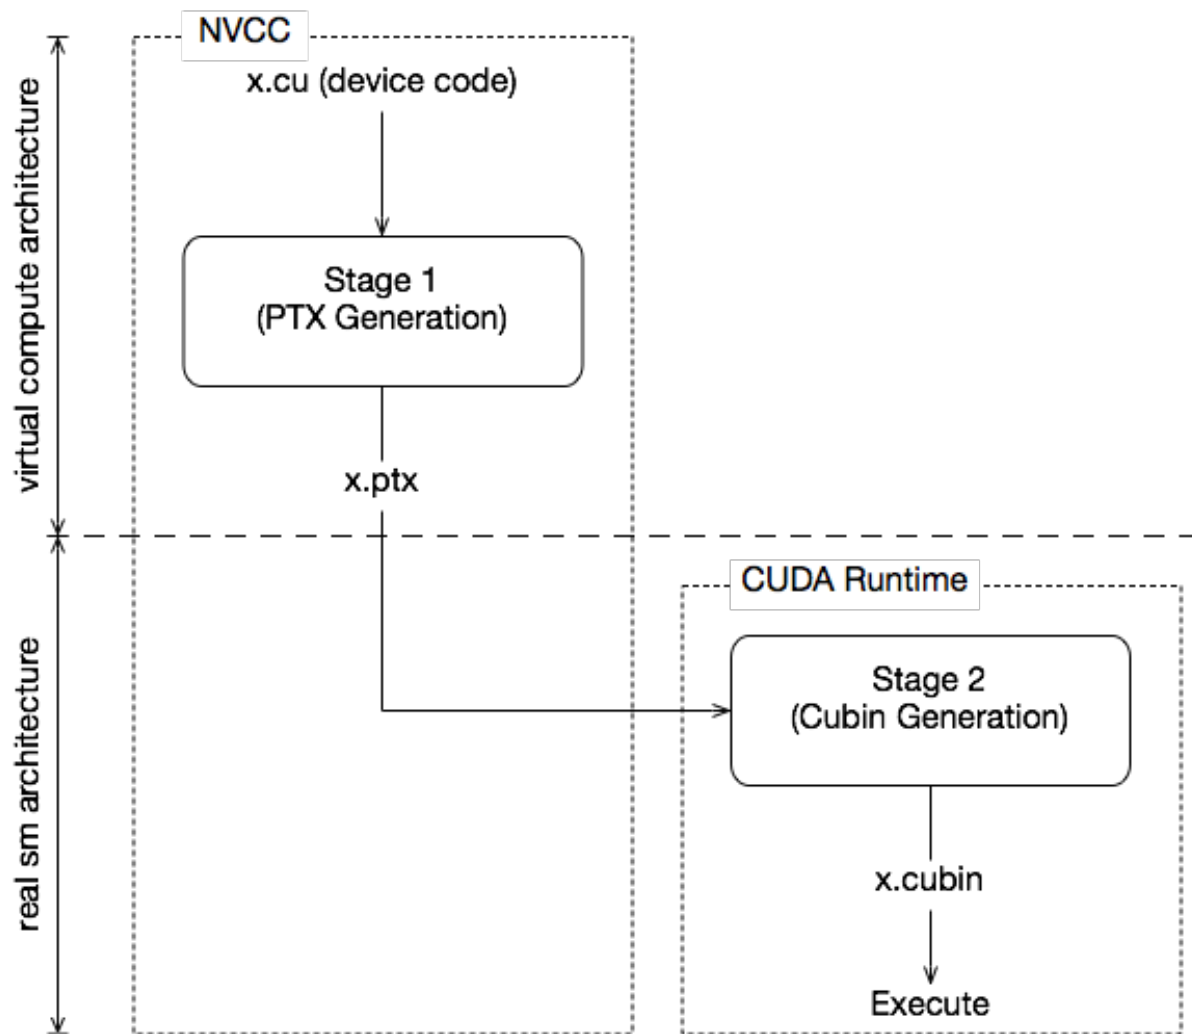 NVCC
x.cu (device code)
virtual compute architecture
Stage 1
(PTX Generation)
x.ptx
CUDA Runtime
real sm architecture
Stage 2
(Cubin Generation)
x.cubin
Execute